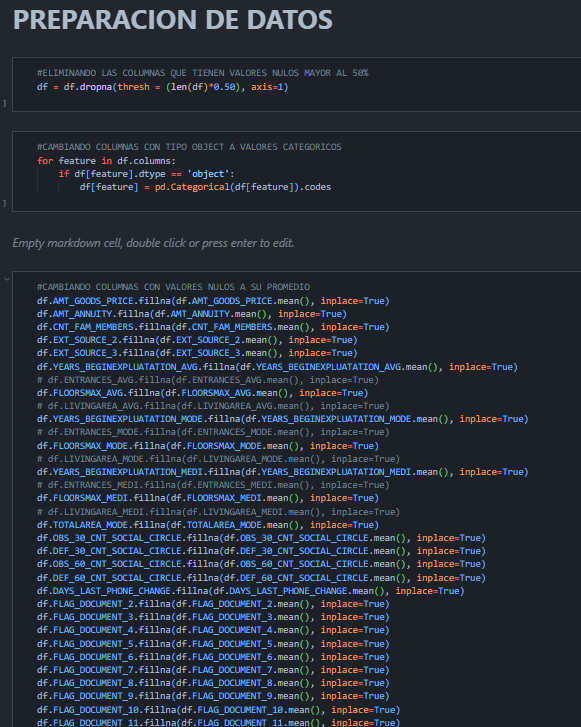 PREPARACION DE DATOS
#ELIMINANDO LAS COLUMNAS QUE TIENEN VALORES NULOS MAYOR AL 50%
df = df.dropna(thresh = (len(df)*0.50), axis=1)
]
#CAMBIANDO COLUMNAS CON TIPO OBJECT A VALORES CATEGORICOS
for feature in df.columns:
    if df[feature].dtype == 'object':
        df[feature] = pd.Categorical(df[feature]).codes
]
Empty markdown cell, double click or press enter to edit.
#CAMBIANDO COLUMNAS CON VALORES NULOS A SU PROMEDIO
df.AMT_GOODS_PRICE.fillna(df.AMT_GOODS_PRICE.mean(), inplace=True)
df.AMT_ANNUITY.fillna(df.AMT_ANNUITY.mean(), inplace=True)
df.CNT_FAM_MEMBERS.fillna(df.CNT_FAM_MEMBERS.mean(), inplace=True)
df.EXT_SOURCE_2.fillna(df.EXT_SOURCE_2.mean(), inplace=True)
df.EXT_SOURCE_3.fillna(df.EXT_SOURCE_3.mean(), inplace=True)
df.YEARS_BEGINEXPLUATATION_AVG.fillna(df.YEARS_BEGINEXPLUATATION_AVG.mean(), inplace=True)
# df.ENTRANCES_AVG.fillna(df.ENTRANCES_AVG.mean(), inplace=True)
df.FLOORSMAX_AVG.fillna(df.FLOORSMAX_AVG.mean(), inplace=True)
# df.LIVINGAREA_AVG.fillna(df.LIVINGAREA_AVG.mean(), inplace=True)
df.YEARS_BEGINEXPLUATATION_MODE.fillna(df.YEARS_BEGINEXPLUATATION_MODE.mean(), inplace=True)
# df.ENTRANCES_MODE.fillna(df.ENTRANCES_MODE.mean(), inplace=True)
df.FLOORSMAX_MODE.fillna(df.FLOORSMAX_MODE.mean(), inplace=True)
# df.LIVINGAREA_MODE.fillna(df.LIVINGAREA_MODE.mean(), inplace=True)
df.YEARS_BEGINEXPLUATATION_MEDI.fillna(df.YEARS_BEGINEXPLUATATION_MEDI.mean(), inplace=True)
# df.ENTRANCES_MEDI.fillna(df.ENTRANCES_MEDI.mean(), inplace=True)
df.FLOORSMAX_MEDI.fillna(df.FLOORSMAX_MEDI.mean(), inplace=True)
# df.LIVINGAREA_MEDI.fillna(df.LIVINGAREA_MEDI.mean(), inplace=True)
df.TOTALAREA_MODE.fillna(df.TOTALAREA_MODE.mean(), inplace=True)
df.OBS_30_CNT_SOCIAL_CIRCLE.fillna(df.OBS_30_CNT_SOCIAL_CIRCLE.mean(), inplace=True)
df.DEF_30_CNT_SOCIAL_CIRCLE.fillna(df.DEF_30_CNT_SOCIAL_CIRCLE.mean(), inplace=True)
df.OBS_60_CNT_SOCIAL_CIRCLE.fillna(df.OBS_60_CNT_SOCIAL_CIRCLE.mean(), inplace=True)
df.DEF_60_CNT_SOCIAL_CIRCLE.fillna(df.DEF_60_CNT_SOCIAL_CIRCLE.mean(), inplace=True)
df.DAYS_LAST_PHONE_CHANGE.fillna(df.DAYS_LAST_PHONE_CHANGE.mean(), inplace=True)
df.FLAG_DOCUMENT_2.fillna(df.FLAG_DOCUMENT_2.mean(), inplace=True)
df.FLAG_DOCUMENT_3.fillna(df.FLAG_DOCUMENT_3.mean(), inplace=True)
df.FLAG_DOCUMENT_4.fillna(df.FLAG_DOCUMENT_4.mean(), inplace=True)
df.FLAG_DOCUMENT_5.fillna(df.FLAG_DOCUMENT_5.mean(), inplace=True)
df.FLAG_DOCUMENT_6.fillna(df.FLAG_DOCUMENT_6.mean(), inplace=True)
df.FLAG_DOCUMENT_7.fillna(df.FLAG_DOCUMENT_7.mean(), inplace=True)
df.FLAG_DOCUMENT_8.fillna(df.FLAG_DOCUMENT_8.mean(), inplace=True)
df.FLAG_DOCUMENT_9.fillna(df.FLAG_DOCUMENT_9.mean(), inplace=True)
df.FLAG_DOCUMENT_10.fillna(df.FLAG_DOCUMENT_10.mean(), inplace=True)
df.FLAG_DOCUMENT_11.fillna(df.FLAG_DOCUMENT_11.mean(), inplace=True)